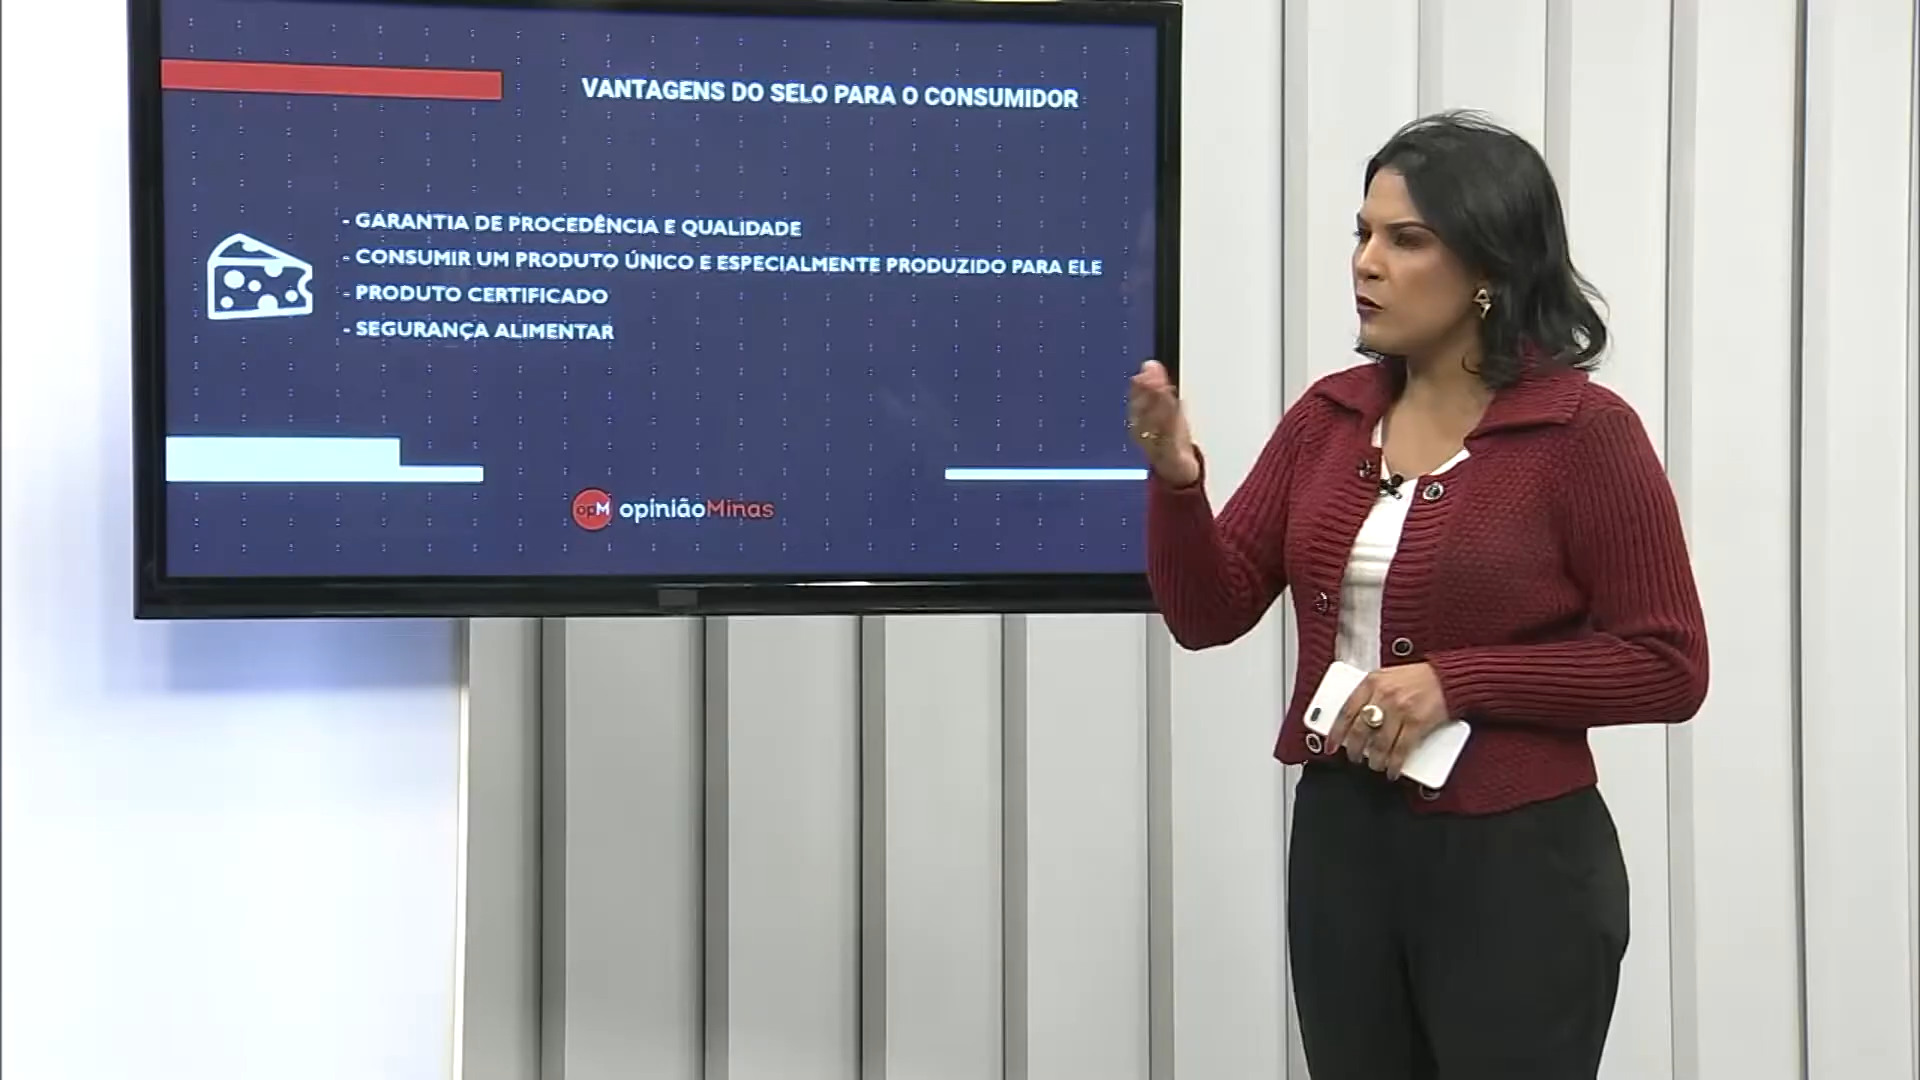 VANTAGENS DO SELO PARA O CONSUMIDOR
- GARANTIA DE PROCEDÊNCIA E QUALIDADE
- CONSUMIR UM PRODUTO ÚNICO E ESPECIALMENTE PRODUZIDO PARA ELE
- PRODUTO CERTIFICADO
- SEGURANÇA ALIMENTAR
opM opiniãoMinas